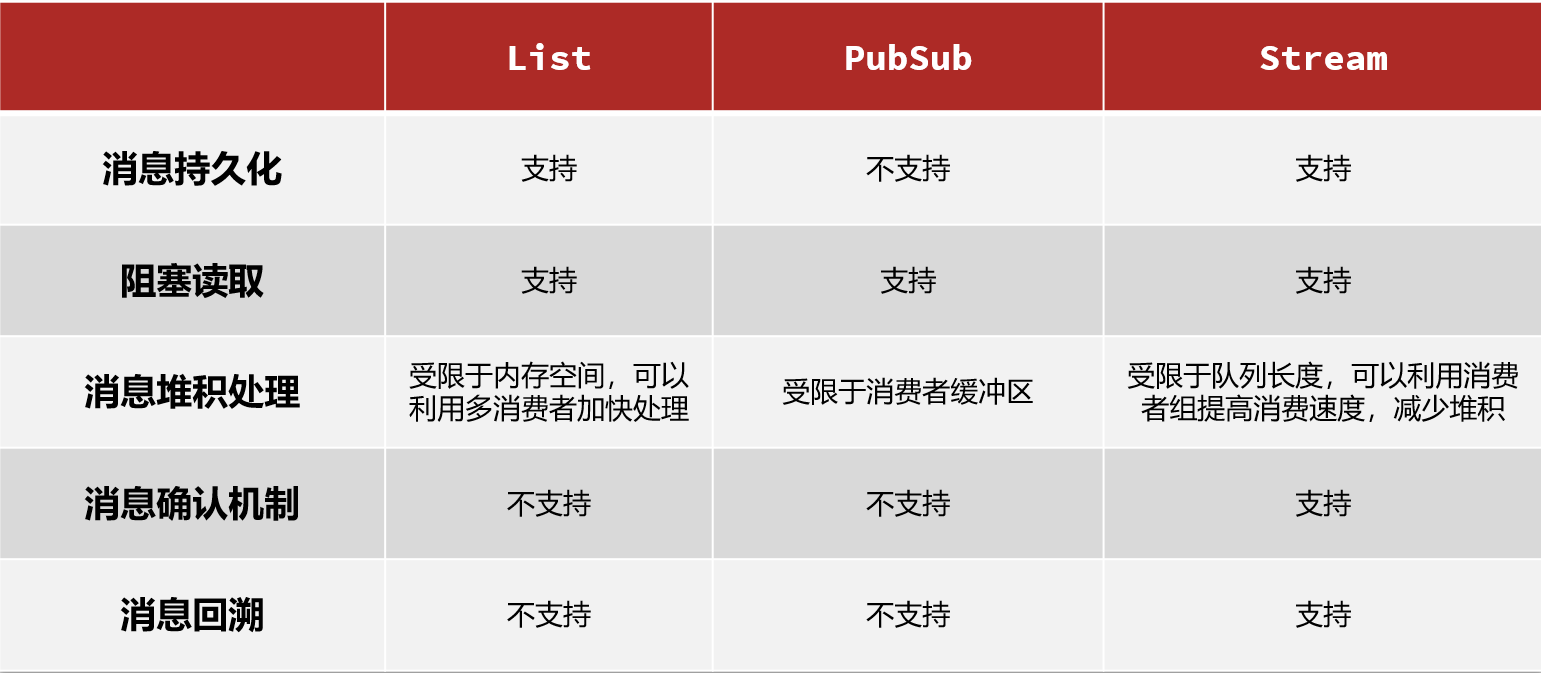 List PubSub Stream
消息持久化 支持 不支持 支持
阻塞读取 支持 支持 支持
消息堆积处理 受限于内存空间，可以
利用多消费者加快处理 受限于消费者缓冲区 受限于队列长度，可以利用消费
者组提高消费速度，减少堆积
消息确认机制 不支持 不支持 支持
消息回溯 不支持 不支持 支持